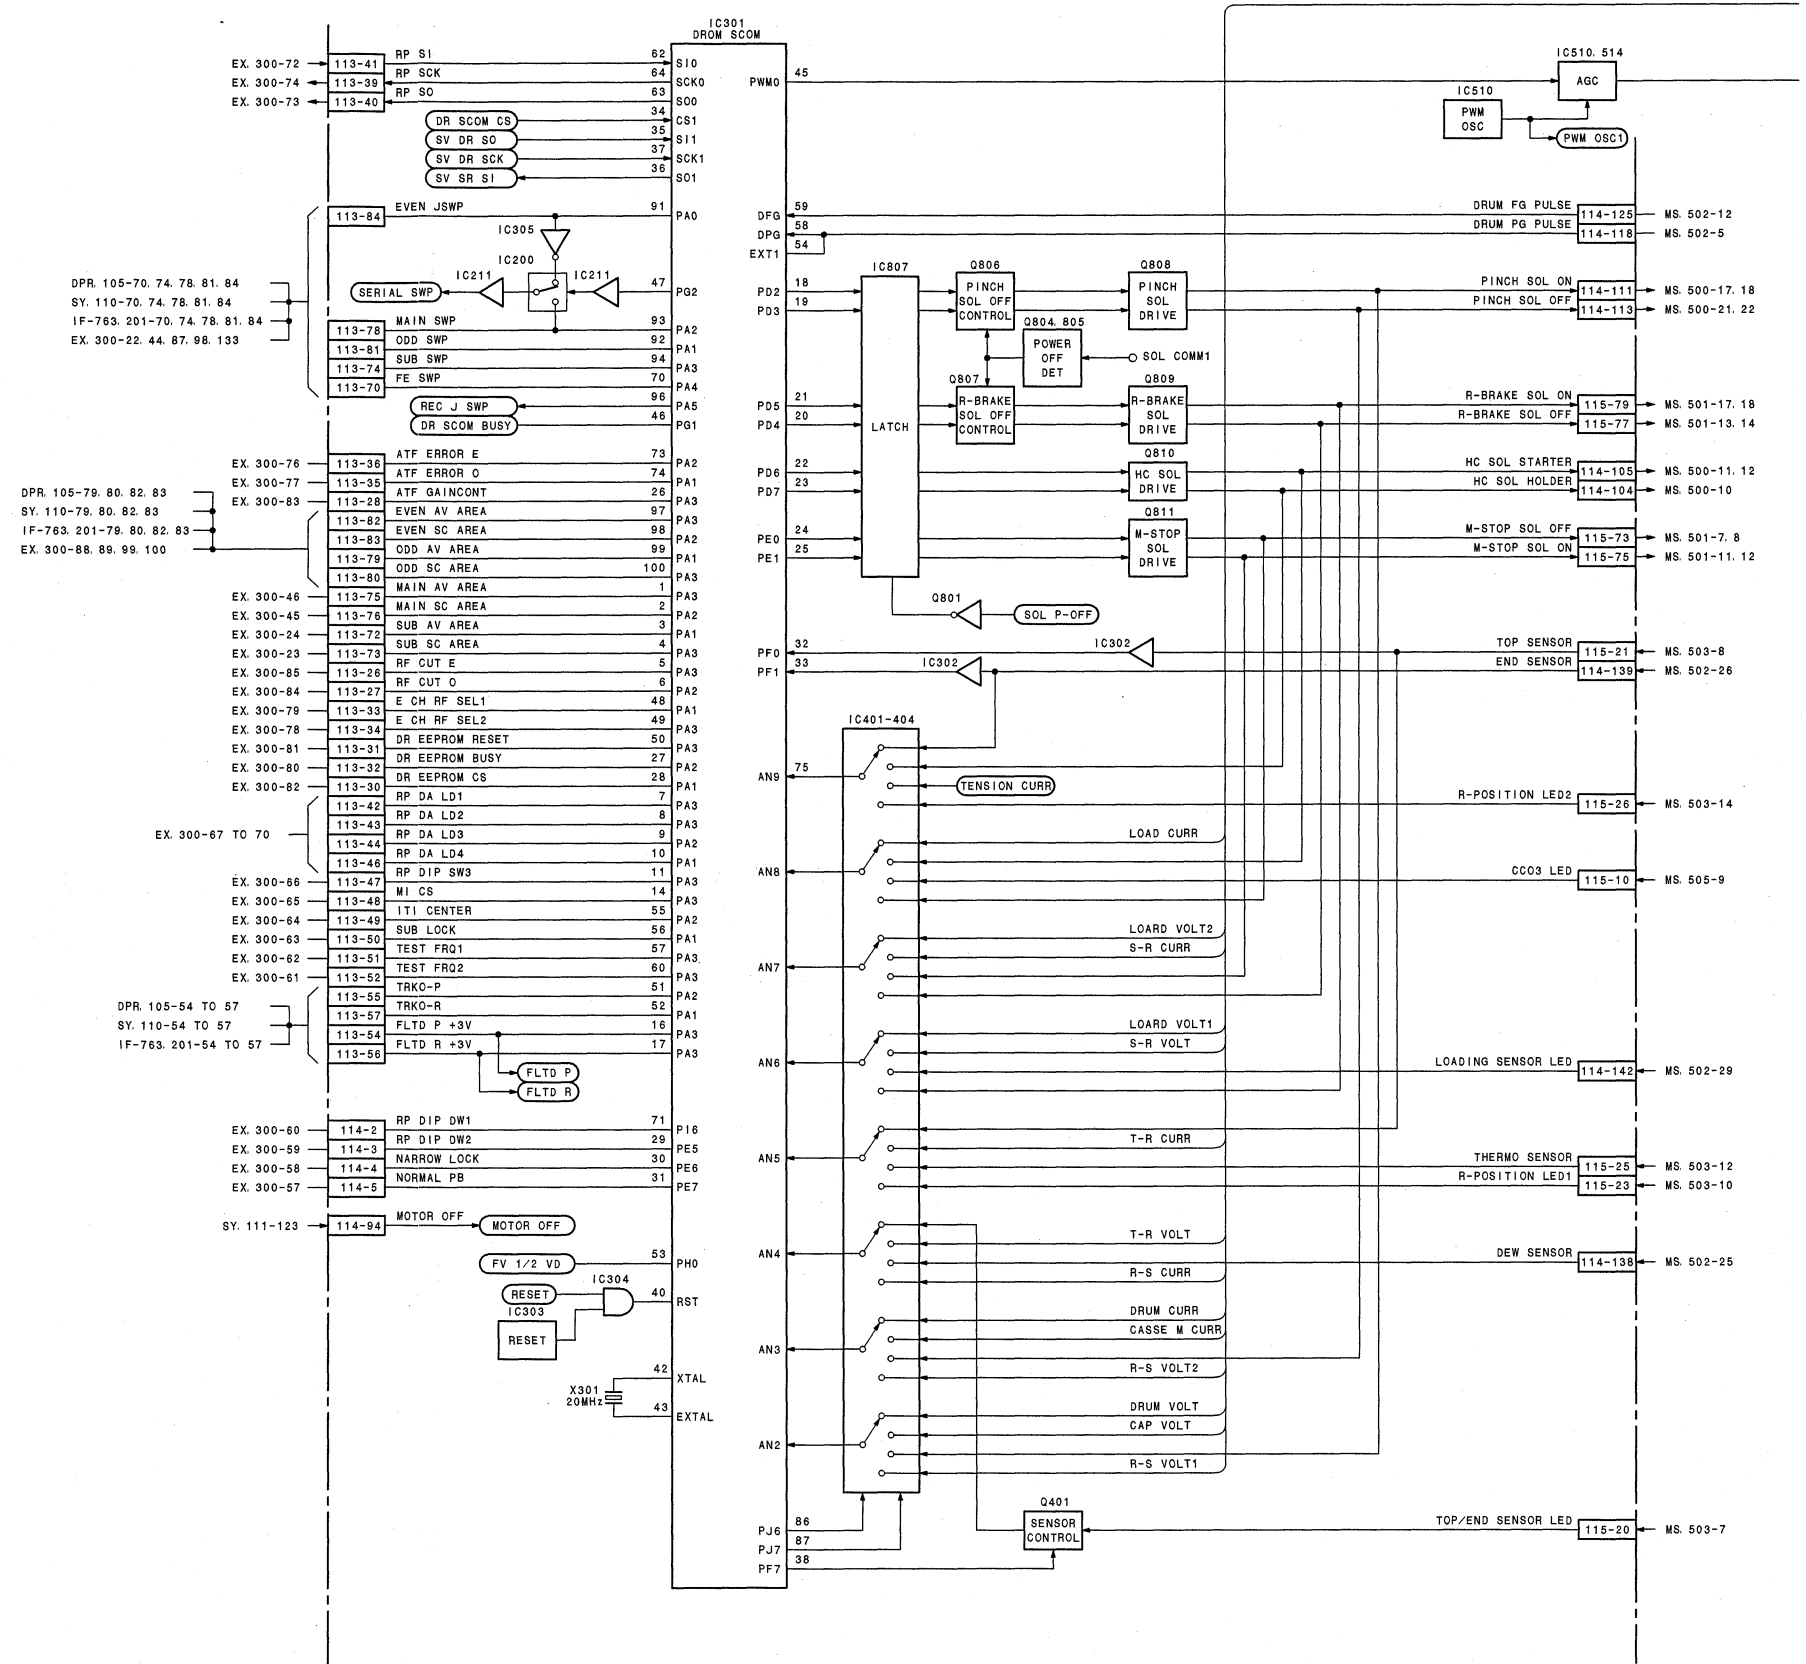 IC301
DROM SCOM
EX. 300-72 113-41 RP SI 62 SI0
EX. 300-74 113-39 RP SCK 64 SCK0
EX. 300-73 113-40 RP SO 63 SO0
DR SCOM CS 34 CS1
SV DR SO 35 SI1
SV DR SCK 37 SCK1
SV SR SI 36 SO1
113-84 EVEN JSWP 91 PA0
IC305
IC200
IC211 IC211
SERIAL SWP 47 PG2
DPR. 105-70. 74. 78. 81. 84
SY. 110-70. 74. 78. 81. 84
IF-763. 201-70. 74. 78. 81. 84
EX. 300-22. 44. 87. 98. 133
113-78 MAIN SWP 93 PA2
113-81 ODD SWP 92 PA1
113-74 SUB SWP 94 PA3
113-70 FE SWP 70 PA4
REC J SWP 96 PA5
DR SCOM BUSY 46 PG1
EX. 300-76 113-36 ATF ERROR E 73 PA2
EX. 300-77 113-35 ATF ERROR O 74 PA1
EX. 300-83 113-28 ATF GAINCONT 26 PA3
DPR. 105-79. 80. 82. 83
SY. 110-79. 80. 82. 83
IF-763. 201-79. 80. 82. 83
EX. 300-88. 89. 99. 100
113-82 EVEN AV AREA 97 PA3
113-83 EVEN SC AREA 98 PA2
113-79 ODD AV AREA 99 PA1
113-80 ODD SC AREA 100 PA3
EX. 300-46 113-75 MAIN AV AREA 1 PA3
EX. 300-45 113-76 MAIN SC AREA 2 PA2
EX. 300-24 113-72 SUB AV AREA 3 PA1
EX. 300-23 113-73 SUB SC AREA 4 PA3
EX. 300-85 113-26 RF CUT E 5 PA3
EX. 300-84 113-27 RF CUT O 6 PA2
EX. 300-79 113-33 E CH RF SEL1 48 PA1
EX. 300-78 113-34 E CH RF SEL2 49 PA3
EX. 300-81 113-31 DR EEPROM RESET 50 PA3
EX. 300-80 113-32 DR EEPROM BUSY 27 PA2
EX. 300-82 113-30 DR EEPROM CS 28 PA1
EX. 300-67 TO 70
113-42 RP DA LD1 7 PA3
113-43 RP DA LD2 8 PA3
113-44 RP DA LD3 9 PA2
113-46 RP DA LD4 10 PA1
EX. 300-66 113-47 RP DIP SW3 11 PA3
EX. 300-65 113-48 MI CS 14 PA3
EX. 300-64 113-49 ITI CENTER 55 PA2
EX. 300-63 113-50 SUB LOCK 56 PA1
EX. 300-62 113-51 TEST FRQ1 57 PA3
EX. 300-61 113-52 TEST FRQ2 60 PA3
DPR. 105-54 TO 57
SY. 110-54 TO 57
IF-763. 201-54 TO 57
113-55 TRKO-P 51 PA2
113-57 TRKO-R 52 PA1
113-54 FLTD P +3V 16 PA3
113-56 FLTD R +3V 17 PA3
FLTD P
FLTD R
EX. 300-60 114-2 RP DIP DW1 71 PI6
EX. 300-59 114-3 RP DIP DW2 29 PE5
EX. 300-58 114-4 NARROW LOCK 30 PE6
EX. 300-57 114-5 NORMAL PB 31 PE7
SY. 111-123 114-94 MOTOR OFF MOTOR OFF
FV 1/2 VD 53 PH0
IC304
RESET 40 RST
IC303
RESET
X301
20MHz
42 XTAL
43 EXTAL
PWM0 45
IC510. 514
AGC
IC510
PWM
OSC
PWM OSC1
DFG 59 DRUM FG PULSE 114-125 MS. 502-12
DPG 58 DRUM PG PULSE 114-118 MS. 502-5
EXT1 54
IC807
LATCH
Q806
PINCH
SOL OFF
CONTROL
Q808
PINCH
SOL
DRIVE
PD2 18 PINCH SOL ON 114-111 MS. 500-17. 18
PD3 19 PINCH SOL OFF 114-113 MS. 500-21. 22
Q804. 805
POWER
OFF
DET
SOL COMM1
Q807
R-BRAKE
SOL OFF
CONTROL
Q809
R-BRAKE
SOL
DRIVE
PD5 21 R-BRAKE SOL ON 115-79 MS. 501-17. 18
PD4 20 R-BRAKE SOL OFF 115-77 MS. 501-13. 14
Q810
HC SOL
DRIVE
PD6 22 HC SOL STARTER 114-105 MS. 500-11. 12
PD7 23 HC SOL HOLDER 114-104 MS. 500-10
Q811
M-STOP
SOL
DRIVE
PE0 24 M-STOP SOL OFF 115-73 MS. 501-7. 8
PE1 25 M-STOP SOL ON 115-75 MS. 501-11. 12
Q801
SOL P-OFF
PF0 32 IC302 TOP SENSOR 115-21 MS. 503-8
PF1 33 IC302 END SENSOR 114-139 MS. 502-26
IC401-404
AN9 75
TENSION CURR
R-POSITION LED2 115-26 MS. 503-14
LOAD CURR
AN8
CCO3 LED 115-10 MS. 505-9
LOARD VOLT2
S-R CURR
AN7
LOARD VOLT1
S-R VOLT
AN6
LOADING SENSOR LED 114-142 MS. 502-29
T-R CURR
AN5
THERMO SENSOR 115-25 MS. 503-12
R-POSITION LED1 115-23 MS. 503-10
T-R VOLT
AN4
DEW SENSOR 114-138 MS. 502-25
R-S CURR
DRUM CURR
CASSE M CURR
AN3
R-S VOLT2
DRUM VOLT
CAP VOLT
AN2
R-S VOLT1
Q401
SENSOR
CONTROL
TOP/END SENSOR LED 115-20 MS. 503-7
PJ6 86
PJ7 87
PF7 38